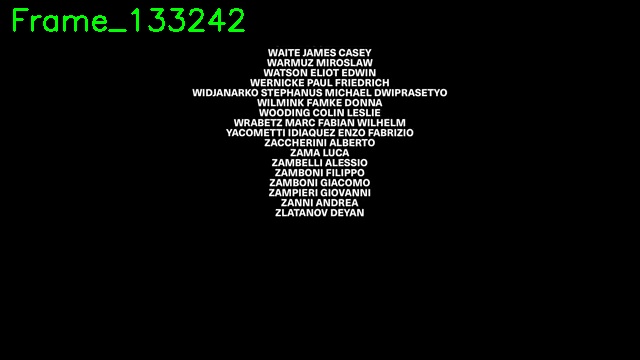 Frame_133242
WAITE JAMES CASEY
WARMUZ MIROSLAW
WATSON ELIOT EDWIN
WERNICKE PAUL FRIEDRICH
WIDJANARKO STEPHANUS MICHAEL DWIPRASETYO
WILMINK FAMKE DONNA
WOODING COLIN LESLIE
WRABETZ MARC FABIAN WILHELM
YACOMETTI IDIAQUEZ ENZO FABRIZIO
ZACCHERINI ALBERTO
ZAMA LUCA
ZAMBELLI ALESSIO
ZAMBONI FILIPPO
ZAMBONI GIACOMO
ZAMPIERI GIOVANNI
ZANNI ANDREA
ZLATANOV DEYAN